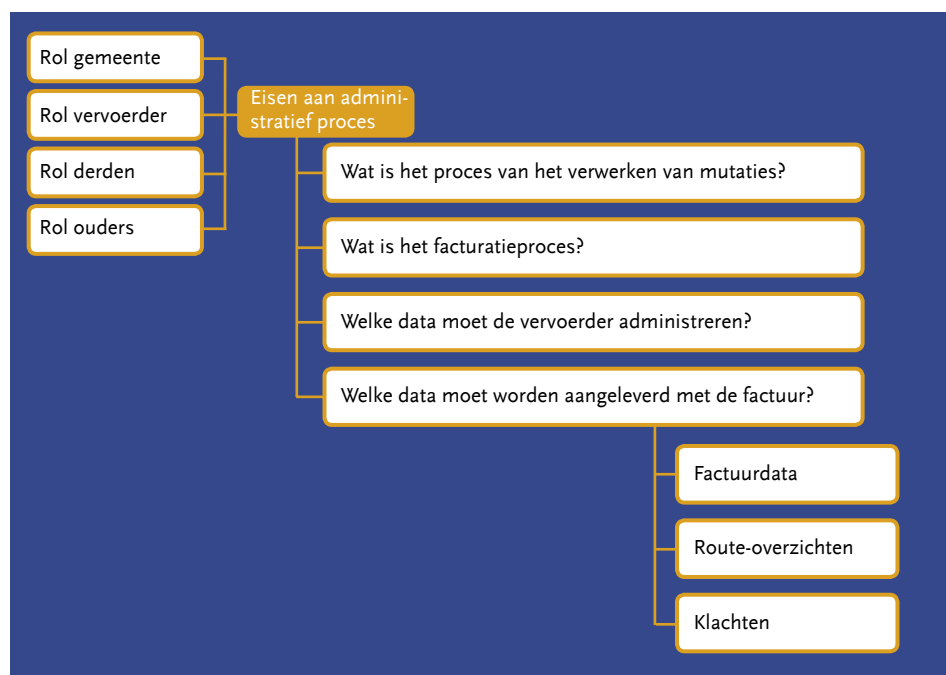 Rol gemeente
Rol vervoerder
Rol derden
Rol ouders
Eisen aan admini-
stratief proces
Wat is het proces van het verwerken van mutaties?
Wat is het facturatieproces?
Welke data moet de vervoerder administreren?
Welke data moet worden aangeleverd met de factuur?
Factuurdata
Route-overzichten
Klachten